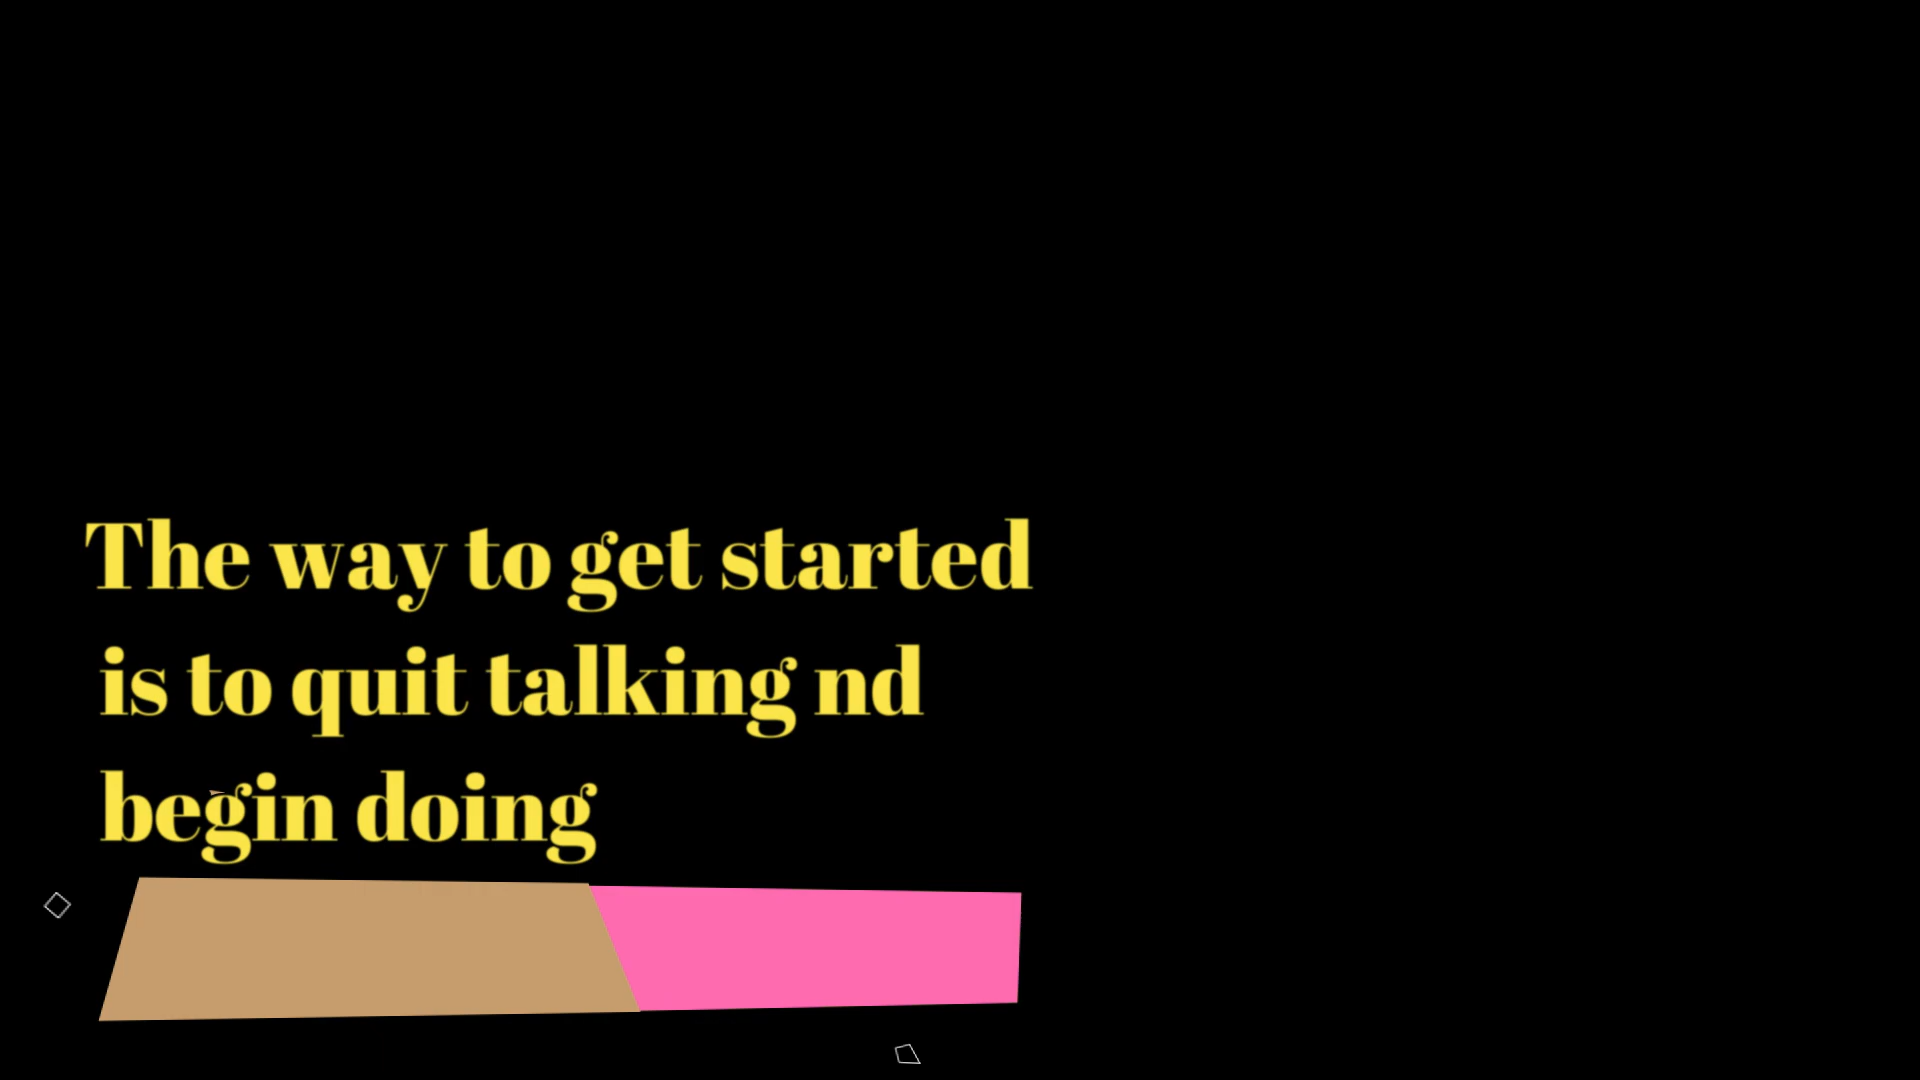 The way to get started
is to quit talking nd
begin doing